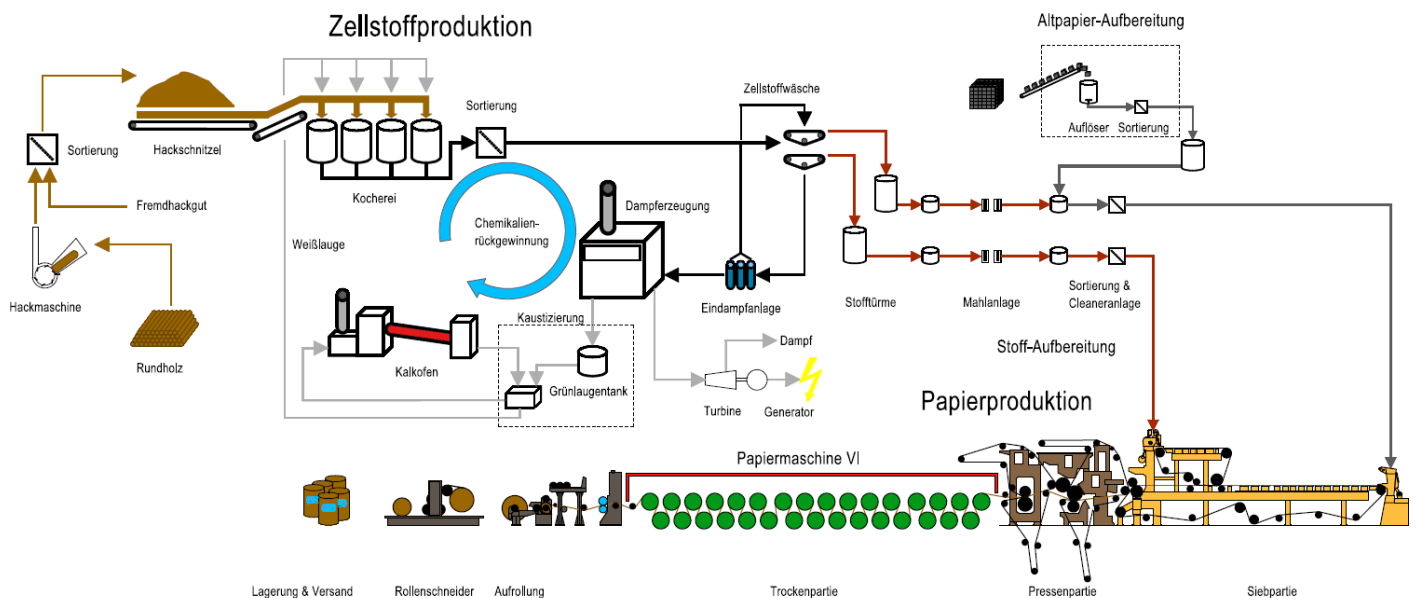 Zellstoffproduktion
Altpapier-Aufbereitung
Zellstoffwäsche
Sortierung
Auflöser
Sortierung
Sortierung
Hackschnitzel
Kocherei
Fremdhackgut
Dampferzeugung
Chemikalien-
rückgewinnung
Weißlauge
Hackmaschine
Eindampfanlage
Stofftürme
Mahlanlage
Sortierung &
Cleaneranlage
Kaustizierung
Rundholz
Kalkofen
Grünlaugentank
Dampf
Stoff-Aufbereitung
Turbine
Generator
Papierproduktion
Papiermaschine VI
Lagerung & Versand
Rollenschneider
Aufrollung
Trockenpartie
Pressenpartie
Siebpartie